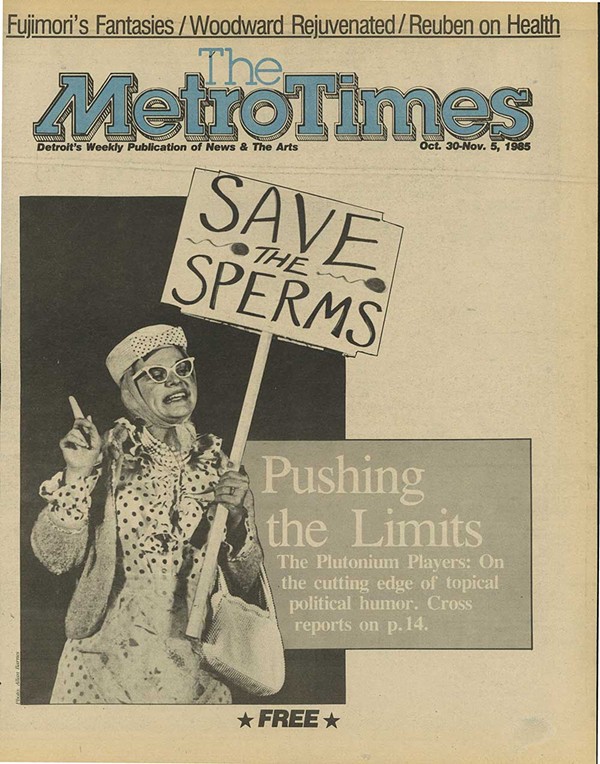 Fujimori's Fantasies / Woodward Rejuvenated / Reuben on Health
The
MetroTimes
Detroit's Weekly Publication of News & The Arts Oct. 30-Nov. 5, 1985
SAVE
THE
SPERMS
Pushing
the Limits
The Plutonium Players: On
the cutting edge of topical
political humor. Cross
reports on p.14.
★ FREE ★